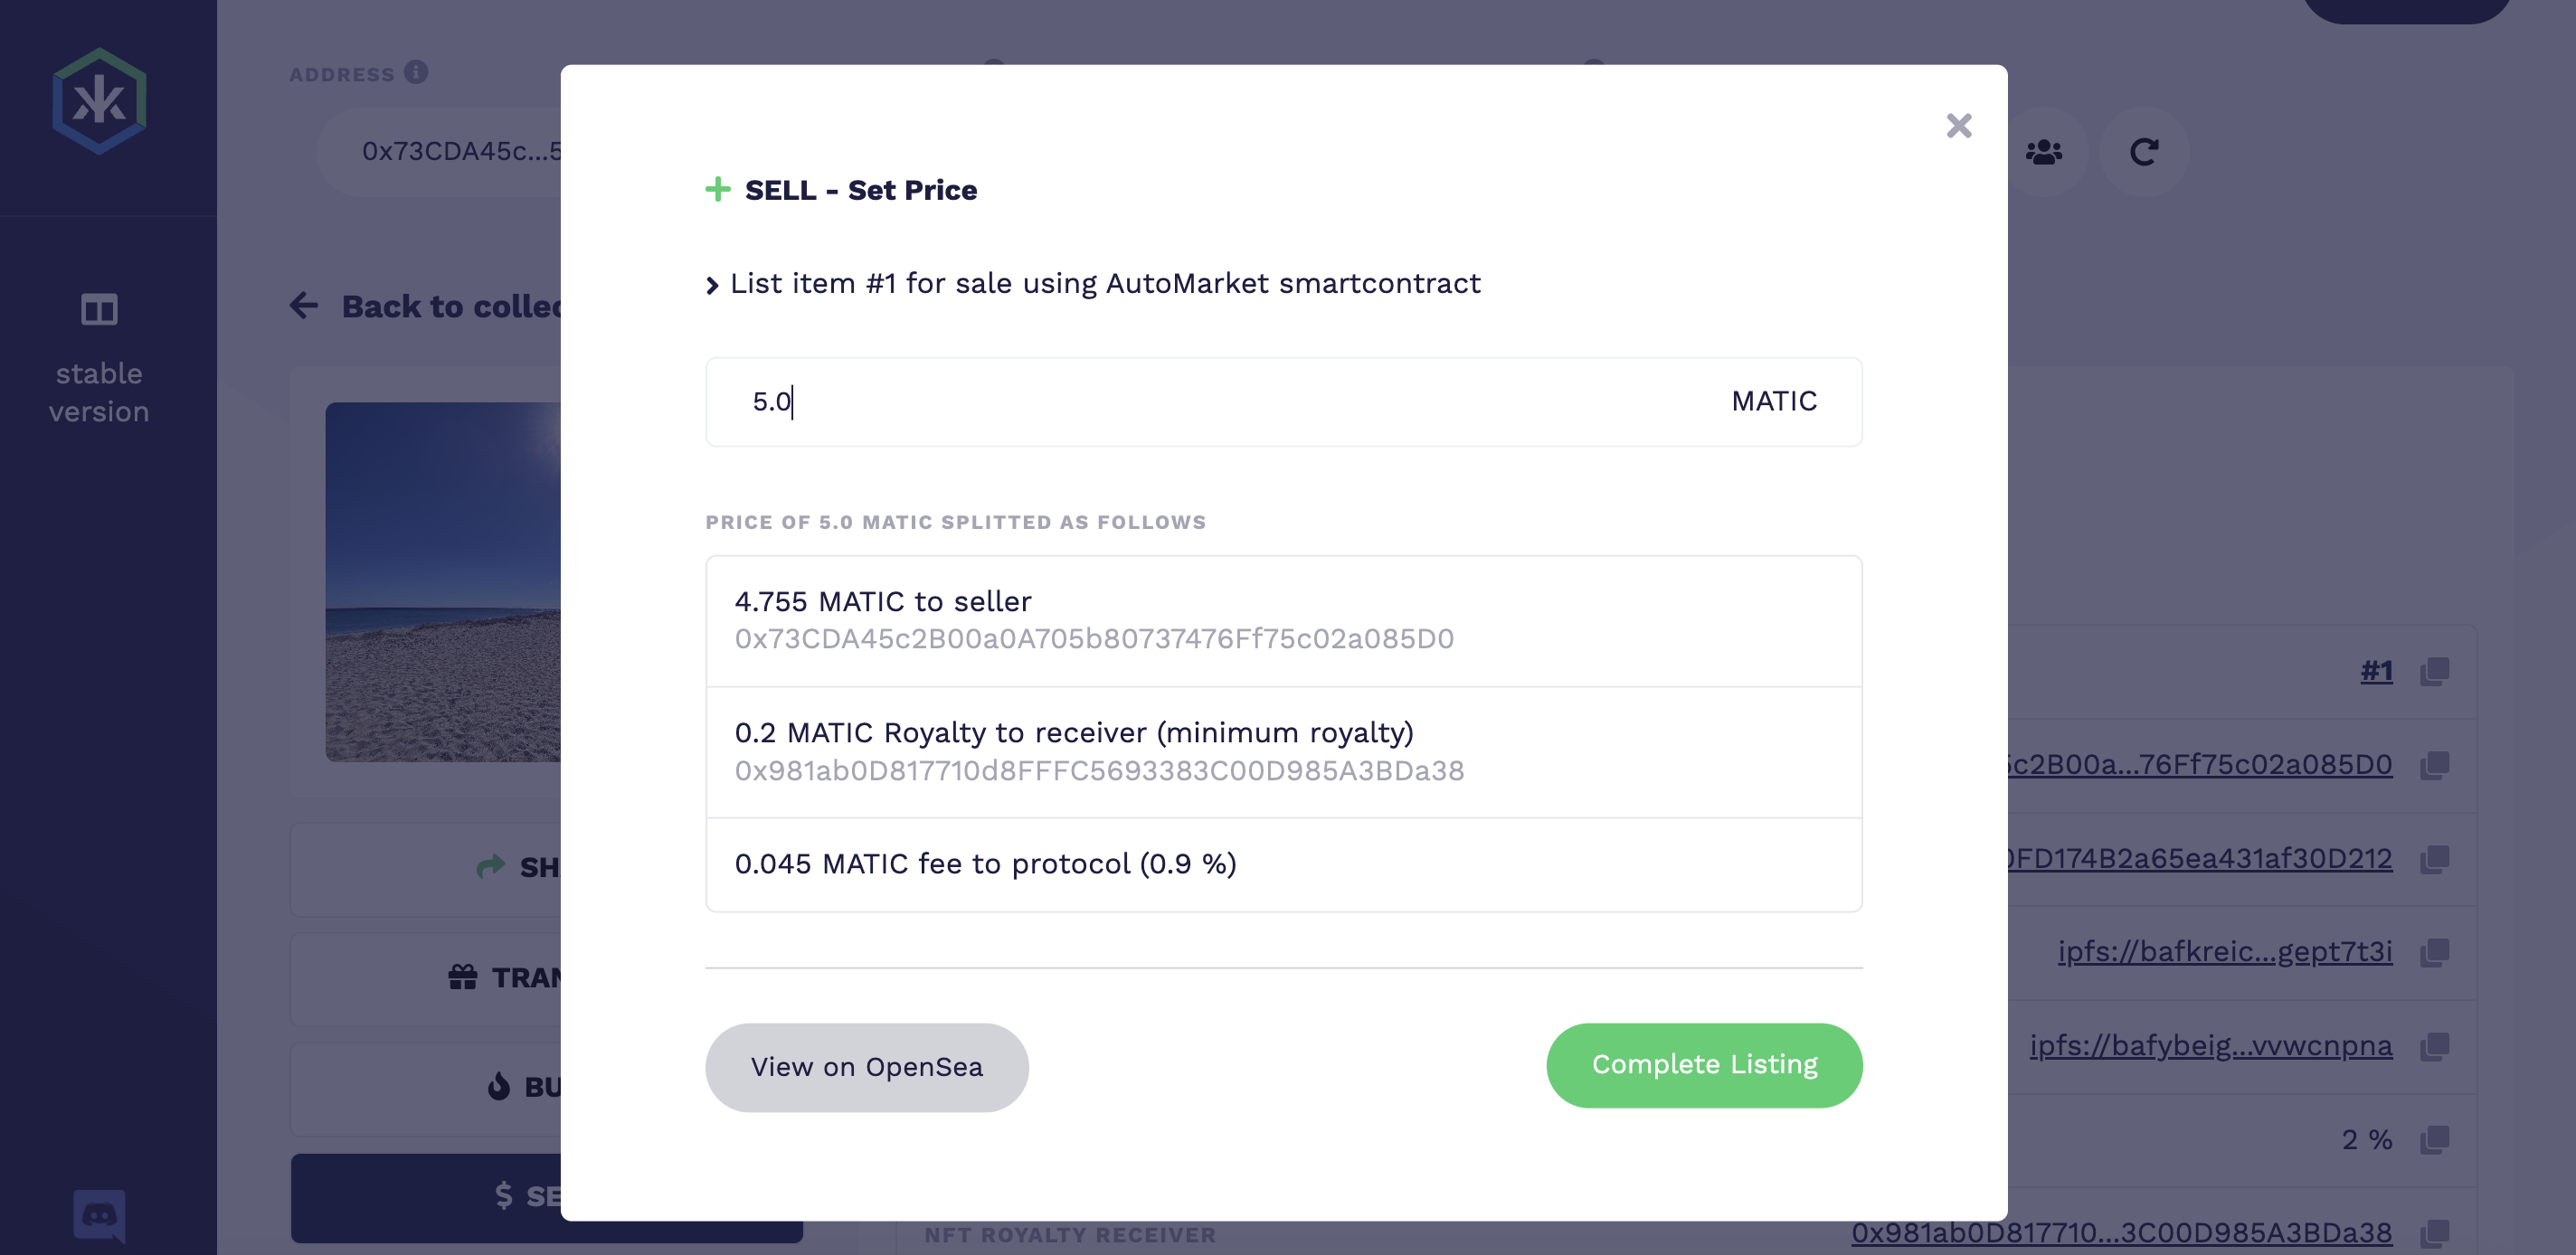 ADDRESS
0x73CDA45c...5
stable
version
Back to collec
SH
TRAN
BU
$ SE
SELL - Set Price
List item #1 for sale using AutoMarket smartcontract
5.0 MATIC
PRICE OF 5.0 MATIC SPLITTED AS FOLLOWS
4.755 MATIC to seller
0x73CDA45c2B00a0A705b80737476Ff75c02a085D0
0.2 MATIC Royalty to receiver (minimum royalty)
0x981ab0D817710d8FFFC5693383C00D985A3BDa38
0.045 MATIC fee to protocol (0.9 %)
View on OpenSea
Complete Listing
#1
5c2B00a...76Ff75c02a085D0
0FD174B2a65ea431af30D212
ipfs://bafkreic...gept7t3i
ipfs://bafybeig...vvwcnpna
2 %
NFT ROYALTY RECEIVER
0x981ab0D817710...3C00D985A3BDa38